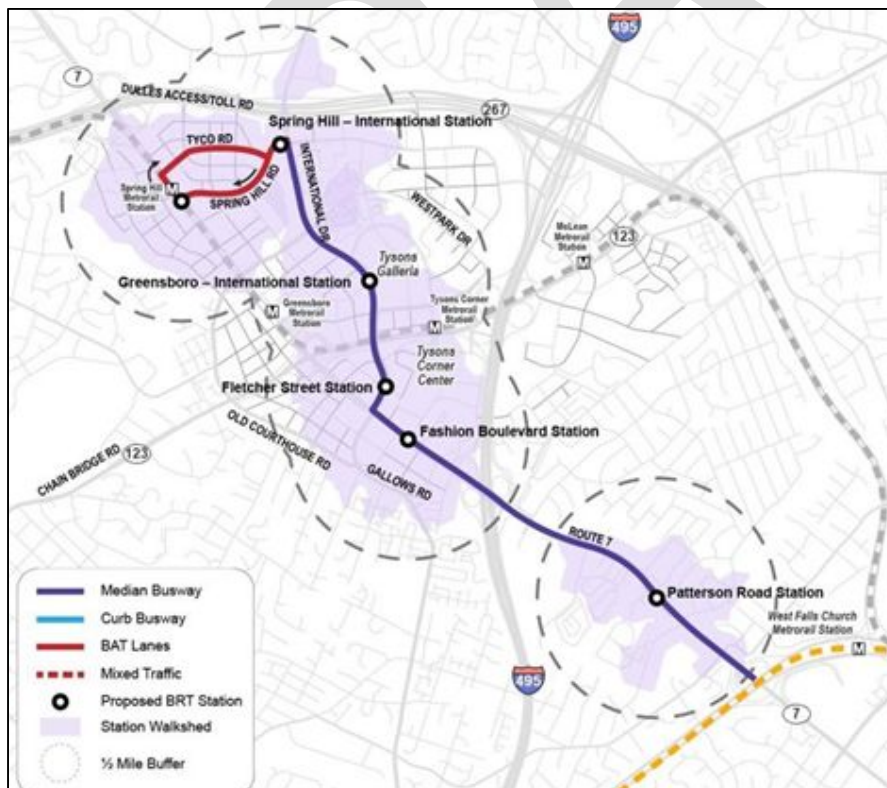 495
7
DULLES ACCESS/TOLL RD
267
Spring Hill – International Station
TYCO RD
INTERNATIONAL DR
Spring Hill
Metrorail
Station
M
SPRING HILL RD
WESTPARK DR
McLean
Metrorail
Station
M
123
Tysons
Galleria
Greensboro – International Station
M
Greensboro
Metrorail
Station
Tysons Corner
Metrorail
Station
M
Tysons
Corner
Center
Fletcher Street Station
OLD COURTHOUSE RD
Fashion Boulevard Station
CHAIN BRIDGE RD
123
GALLOWS RD
ROUTE 7
Patterson Road Station
West Falls Church
Metrorail Station
M
495
7
Median Busway
Curb Busway
BAT Lanes
Mixed Traffic
Proposed BRT Station
Station Walkshed
½ Mile Buffer